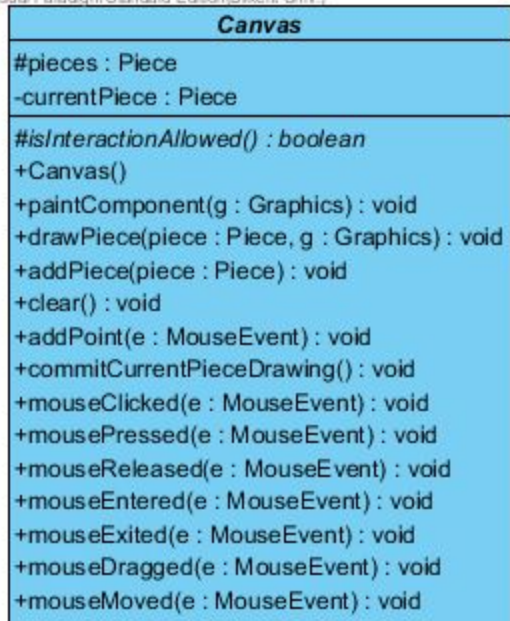 Canvas
#pieces : Piece
-currentPiece : Piece
#isInteractionAllowed() : boolean
+Canvas()
+paintComponent(g : Graphics) : void
+drawPiece(piece : Piece, g : Graphics) : void
+addPiece(piece : Piece) : void
+clear() : void
+addPoint(e : MouseEvent) : void
+commitCurrentPieceDrawing() : void
+mouseClicked(e : MouseEvent) : void
+mousePressed(e : MouseEvent) : void
+mouseReleased(e : MouseEvent) : void
+mouseEntered(e : MouseEvent) : void
+mouseExited(e : MouseEvent) : void
+mouseDragged(e : MouseEvent) : void
+mouseMoved(e : MouseEvent) : void